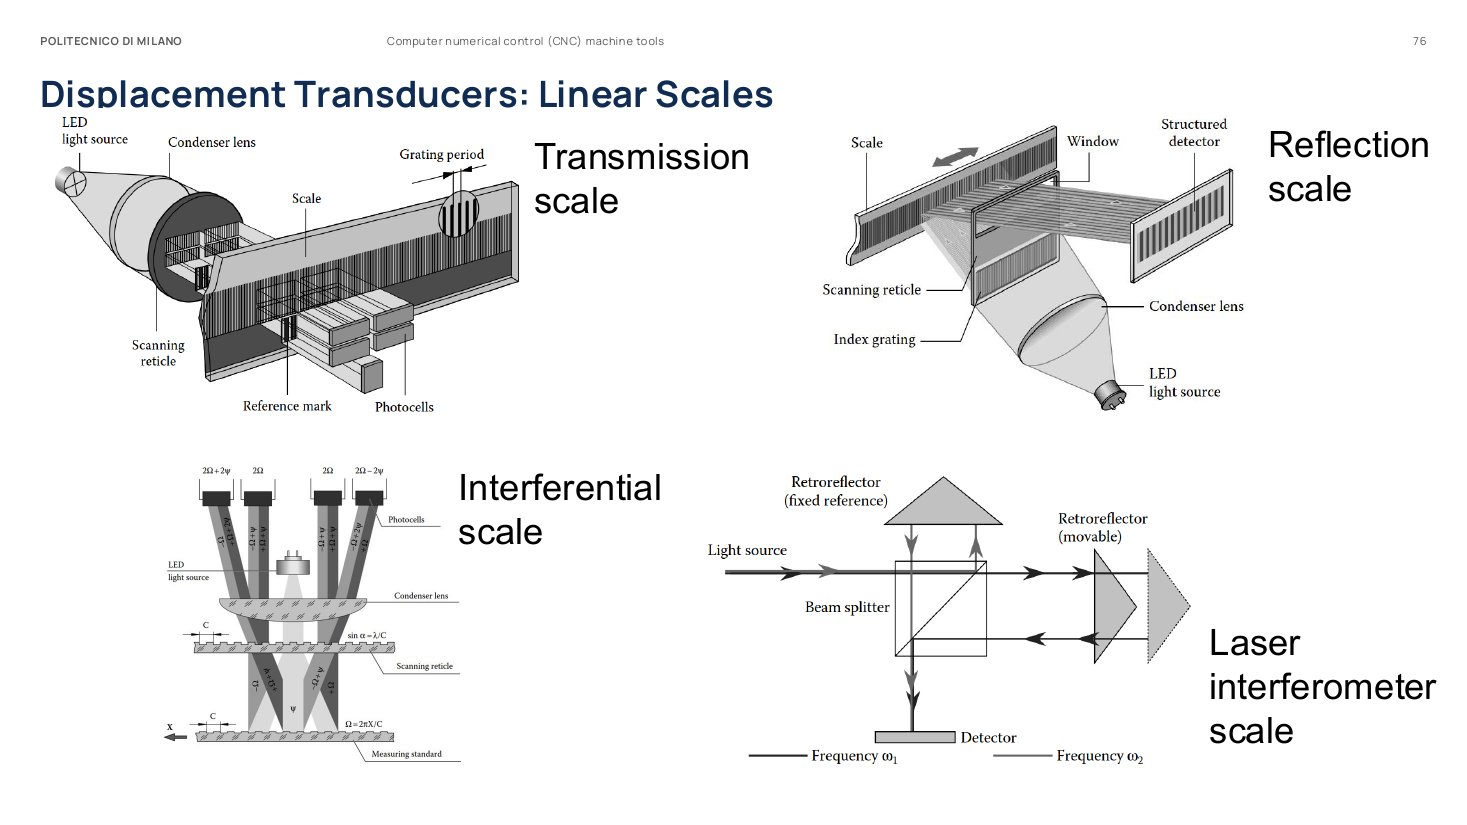 POLITECNICO DI MILANO
Computer numerical control (CNC) machine tools
76
Displacement Transducers: Linear Scales
LED
light source
Condenser lens
Grating period
Scale
Scanning
reticle
Reference mark
Photocells
Transmission
scale
Scale
Window
Structured
detector
Scanning reticle
Index grating
Condenser lens
LED
light source
Reflection
scale
2Ω+2ψ
2Ω
2Ω
2Ω−2ψ
Photocells
LED
light source
Condenser lens
C
sin α=λ/C
Scanning reticle
ψ
C
Ω=2πX/C
X
Measuring standard
Interferential
scale
Retroreflector
(fixed reference)
Retroreflector
(movable)
Light source
Beam splitter
Detector
Frequency ω₁
Frequency ω₂
Laser
interferometer
scale